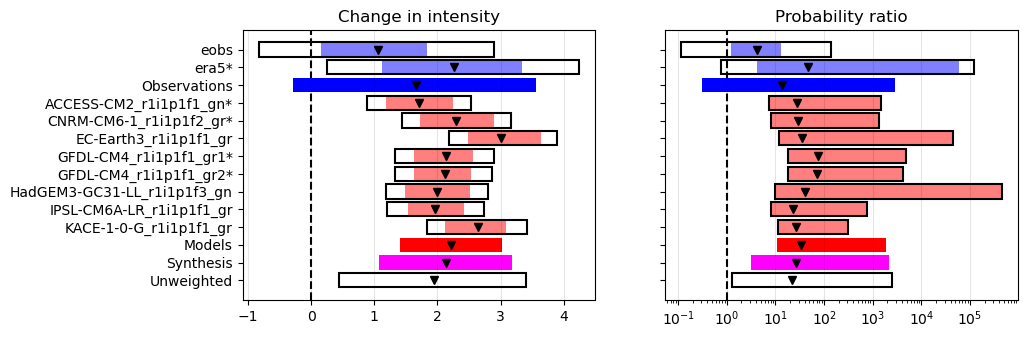 Change in intensity
Probability ratio
eobs
era5*
Observations
ACCESS-CM2_r1i1p1f1_gn*
CNRM-CM6-1_r1i1p1f2_gr*
EC-Earth3_r1i1p1f1_gr
GFDL-CM4_r1i1p1f1_gr1*
GFDL-CM4_r1i1p1f1_gr2*
HadGEM3-GC31-LL_r1i1p1f3_gn
IPSL-CM6A-LR_r1i1p1f1_gr
KACE-1-0-G_r1i1p1f1_gr
Models
Synthesis
Unweighted
−1 0 1 2 3 4
10⁻¹ 10⁰ 10¹ 10² 10³ 10⁴ 10⁵